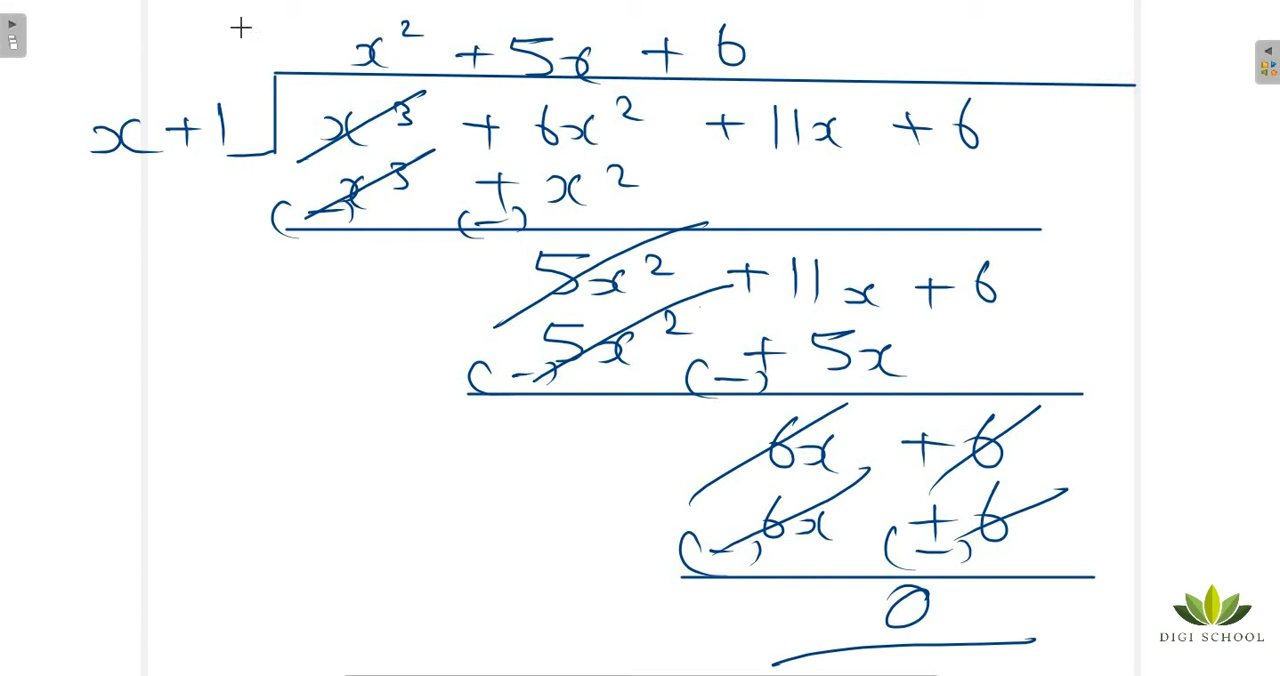 x² + 5x + 6
x + 1 x³ + 6x² + 11x + 6
(-) x³ (-) + x²
5x² + 11x + 6
(-) 5x² (-) + 5x
6x + 6
(-) 6x (-) + 6
0
DIGI SCHOOL